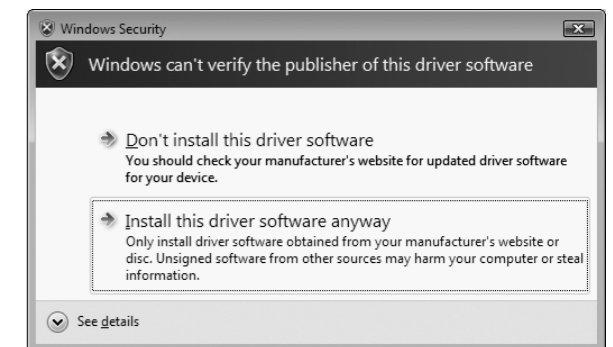 Windows Security
Windows can't verify the publisher of this driver software
Don't install this driver software
You should check your manufacturer's website for updated driver software
for your device.
Install this driver software anyway
Only install driver software obtained from your manufacturer's website or
disc. Unsigned software from other sources may harm your computer or steal
information.
See details